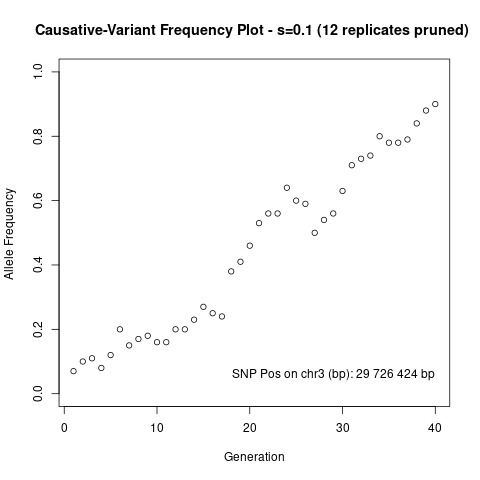 Causative-Variant Frequency Plot - s=0.1 (12 replicates pruned)
Allele Frequency
1.0
0.8
0.6
0.4
0.2
0.0
SNP Pos on chr3 (bp): 29 726 424 bp
0 10 20 30 40
Generation